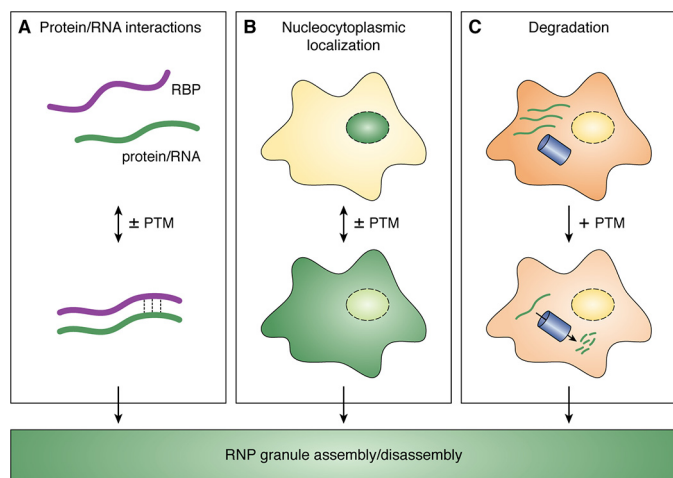 A Protein/RNA interactions
RBP
protein/RNA
± PTM
B Nucleocytoplasmic
localization
± PTM
C Degradation
+ PTM
RNP granule assembly/disassembly